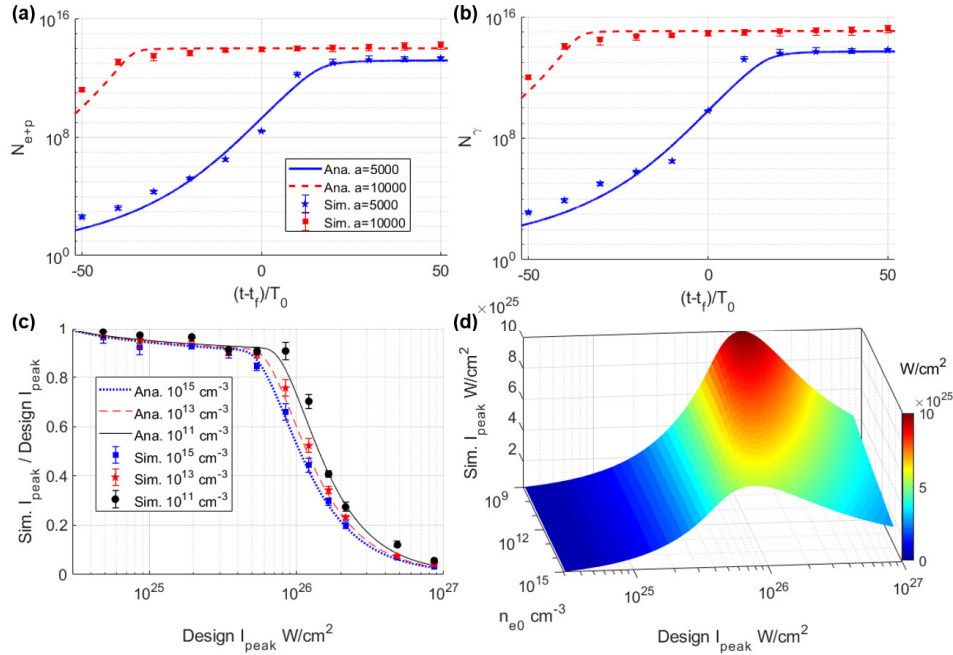 (a)
10^16
10^8
10^0
N_e+p
-50
0
50
(t-t_f)/T_0
Ana. a=5000
Ana. a=10000
Sim. a=5000
Sim. a=10000
(b)
10^16
10^8
10^0
N_γ
-50
0
50
(t-t_f)/T_0
(c)
1
0.8
0.6
0.4
0.2
0
Sim. I_peak / Design I_peak
Ana. 10^15 cm^-3
Ana. 10^13 cm^-3
Ana. 10^11 cm^-3
Sim. 10^15 cm^-3
Sim. 10^13 cm^-3
Sim. 10^11 cm^-3
10^25
10^26
10^27
Design I_peak W/cm^2
(d)
×10^25
10
8
6
4
2
Sim. I_peak W/cm^2
10^9
10^12
10^15
n_e0 cm^-3
10^25
10^26
10^27
Design I_peak W/cm^2
W/cm^2
×10^25
10
5
0